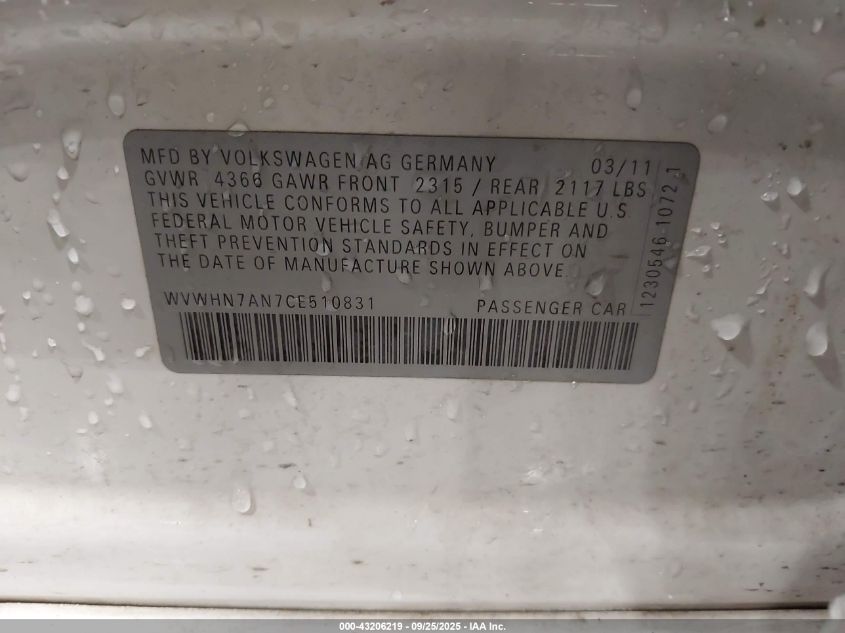 MFD BY VOLKSWAGEN AG GERMANY 03/11
GVWR 4366 GAWR FRONT 2315 / REAR 2117 LBS
THIS VEHICLE CONFORMS TO ALL APPLICABLE U.S.
FEDERAL MOTOR VEHICLE SAFETY, BUMPER AND
THEFT PREVENTION STANDARDS IN EFFECT ON
THE DATE OF MANUFACTURE SHOWN ABOVE.
WVWHN7AN7CE510831 PASSENGER CAR
1230546-1072_1
000-43206219 - 09/25/2025 - IAA Inc.